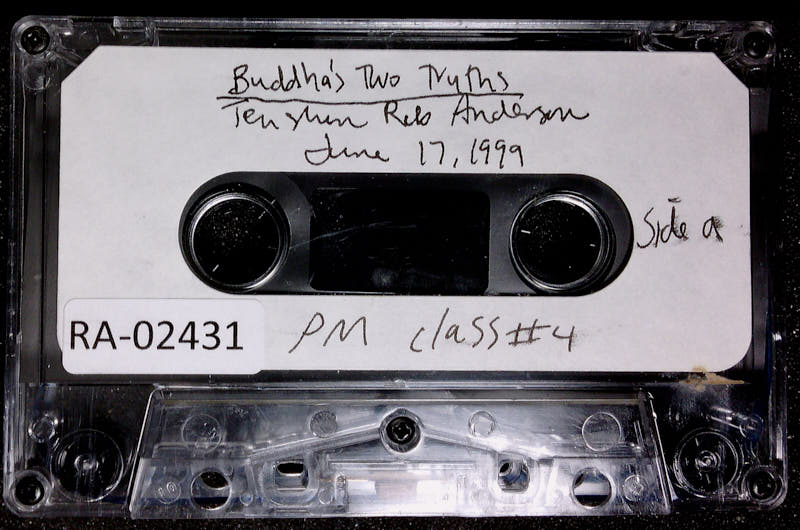 Buddha's Two Truths
Tenshin Reb Anderson
June 17, 1999
Side a
RA-02431
PM class #4